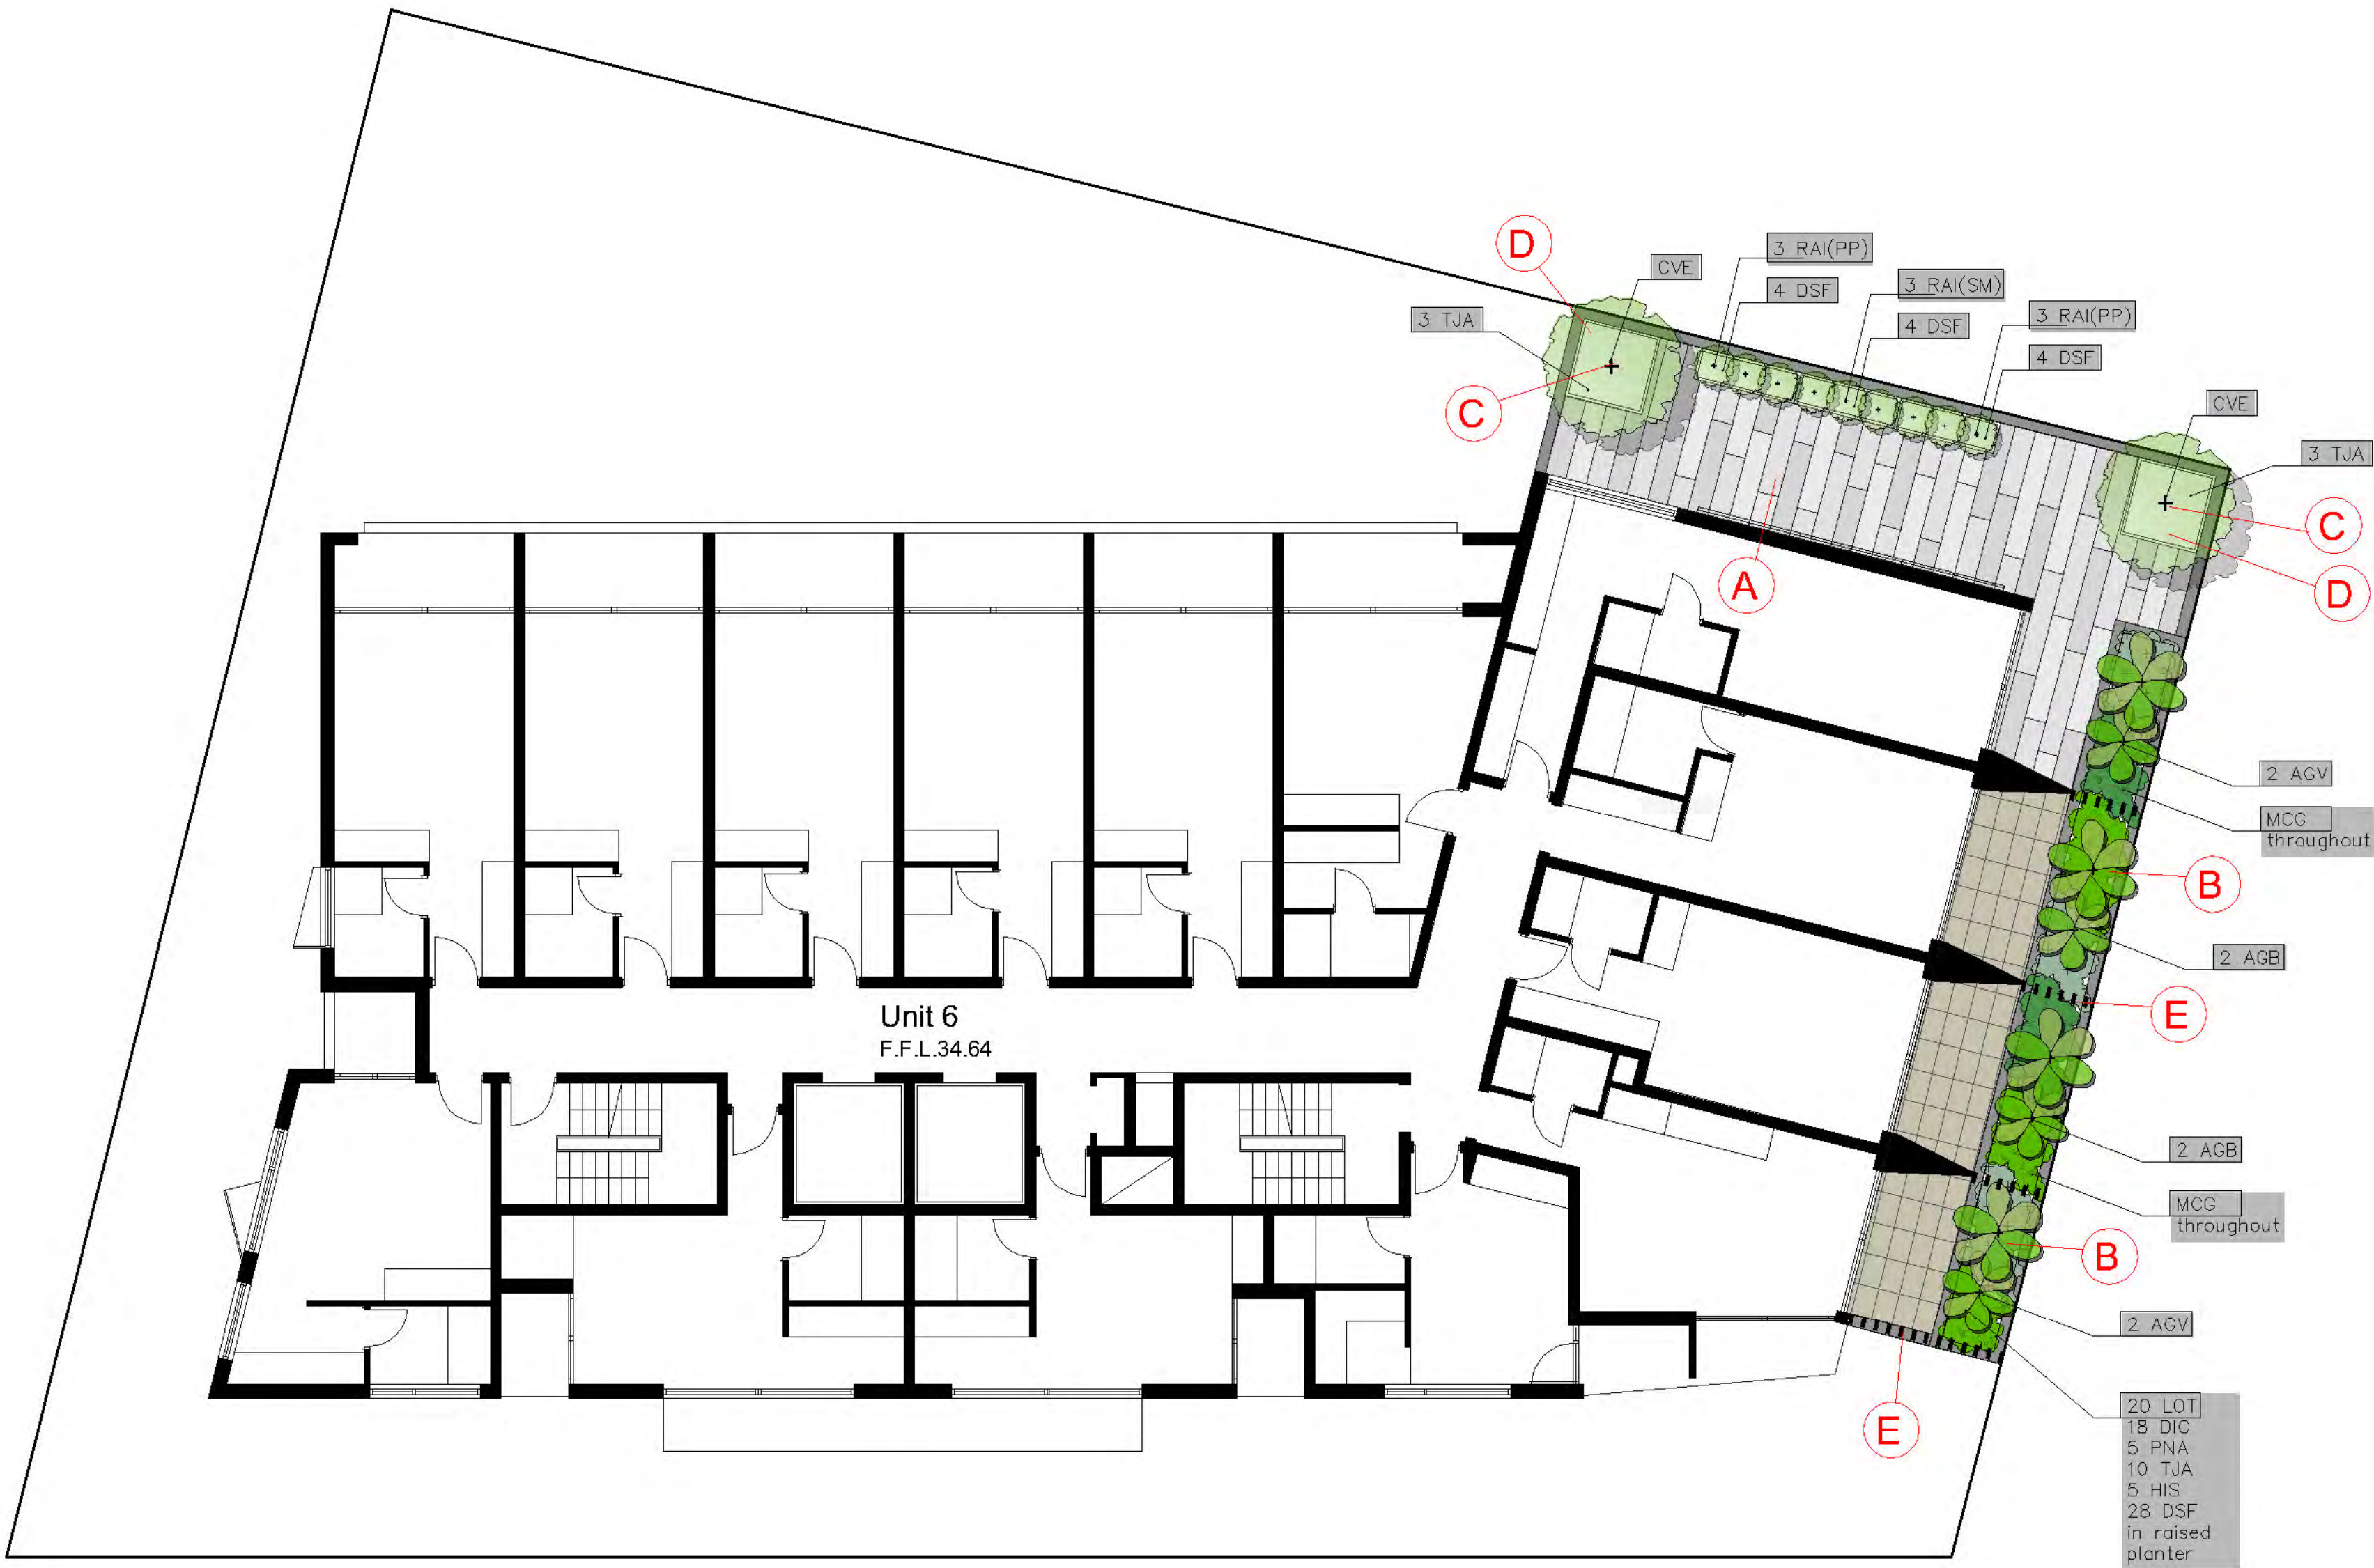 D
3 RAI(PP)
CVE
4 DSF
3 RAI(SM)
3 TJA
3 RAI(PP)
4 DSF
4 DSF
C
CVE
3 TJA
C
A
D
2 AGV
MCG
throughout
B
2 AGB
E
Unit 6
F.F.L.34.64
2 AGB
MCG
throughout
B
2 AGV
E
20 LOT
18 DIC
5 PNA
10 TJA
5 HIS
28 DSF
in raised
planter